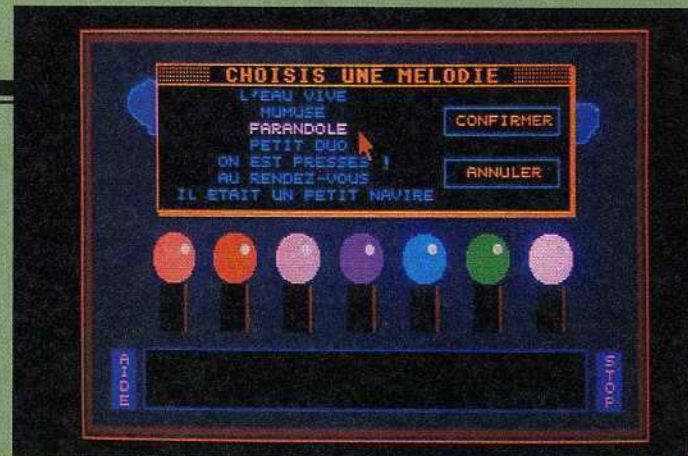 CHOISIS UNE MELODIE
L'EAU VIVE
MUMUSE
FARANDOLE
PETIT DUO
ON EST PRESSES !
AU RENDEZ-VOUS
IL ETAIT UN PETIT NAVIRE
CONFIRMER
ANNULER
AIDE
STOP